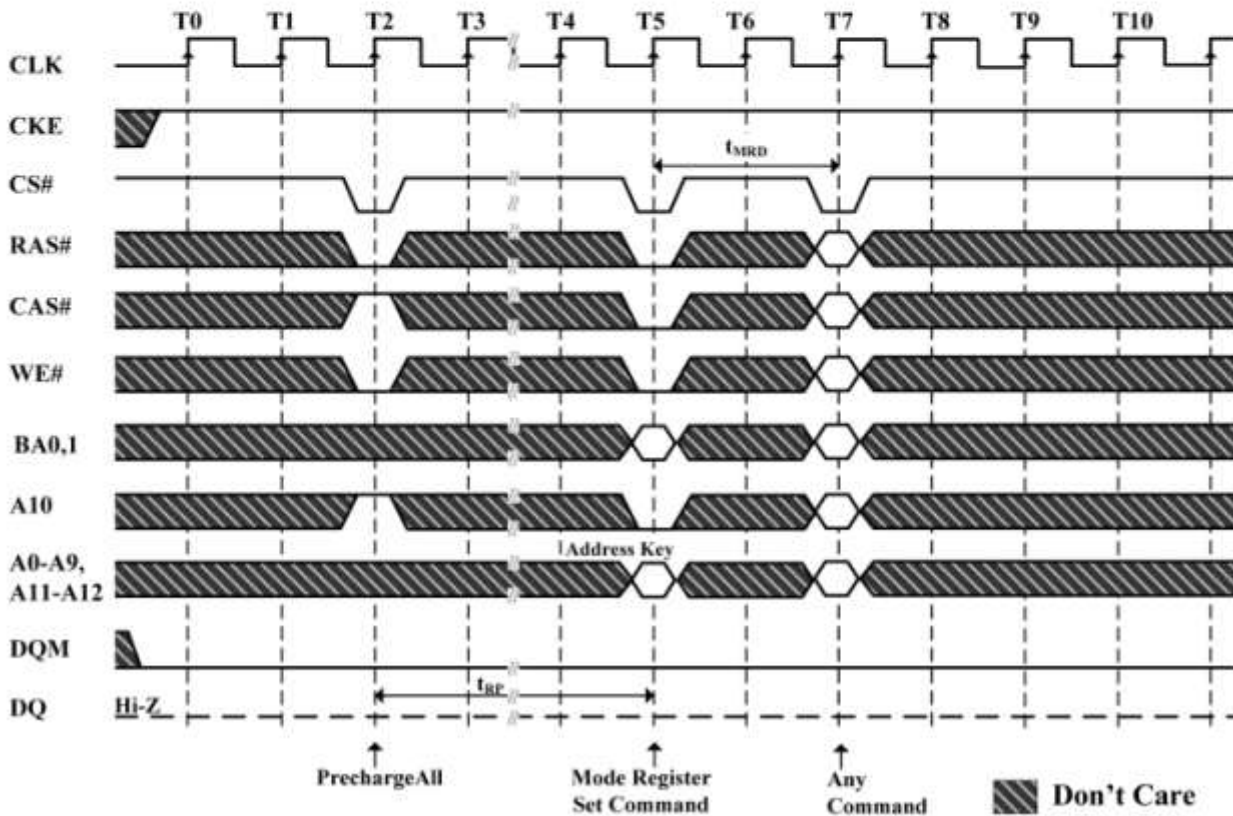 T0 T1 T2 T3 T4 T5 T6 T7 T8 T9 T10
CLK
CKE
tMRD
CS#
RAS#
CAS#
WE#
BA0,1
A10
Address Key
A0-A9,
A11-A12
DQM
tRP
DQ
Hi-Z
PrechargeAll
Mode Register
Set Command
Any
Command
Don't Care